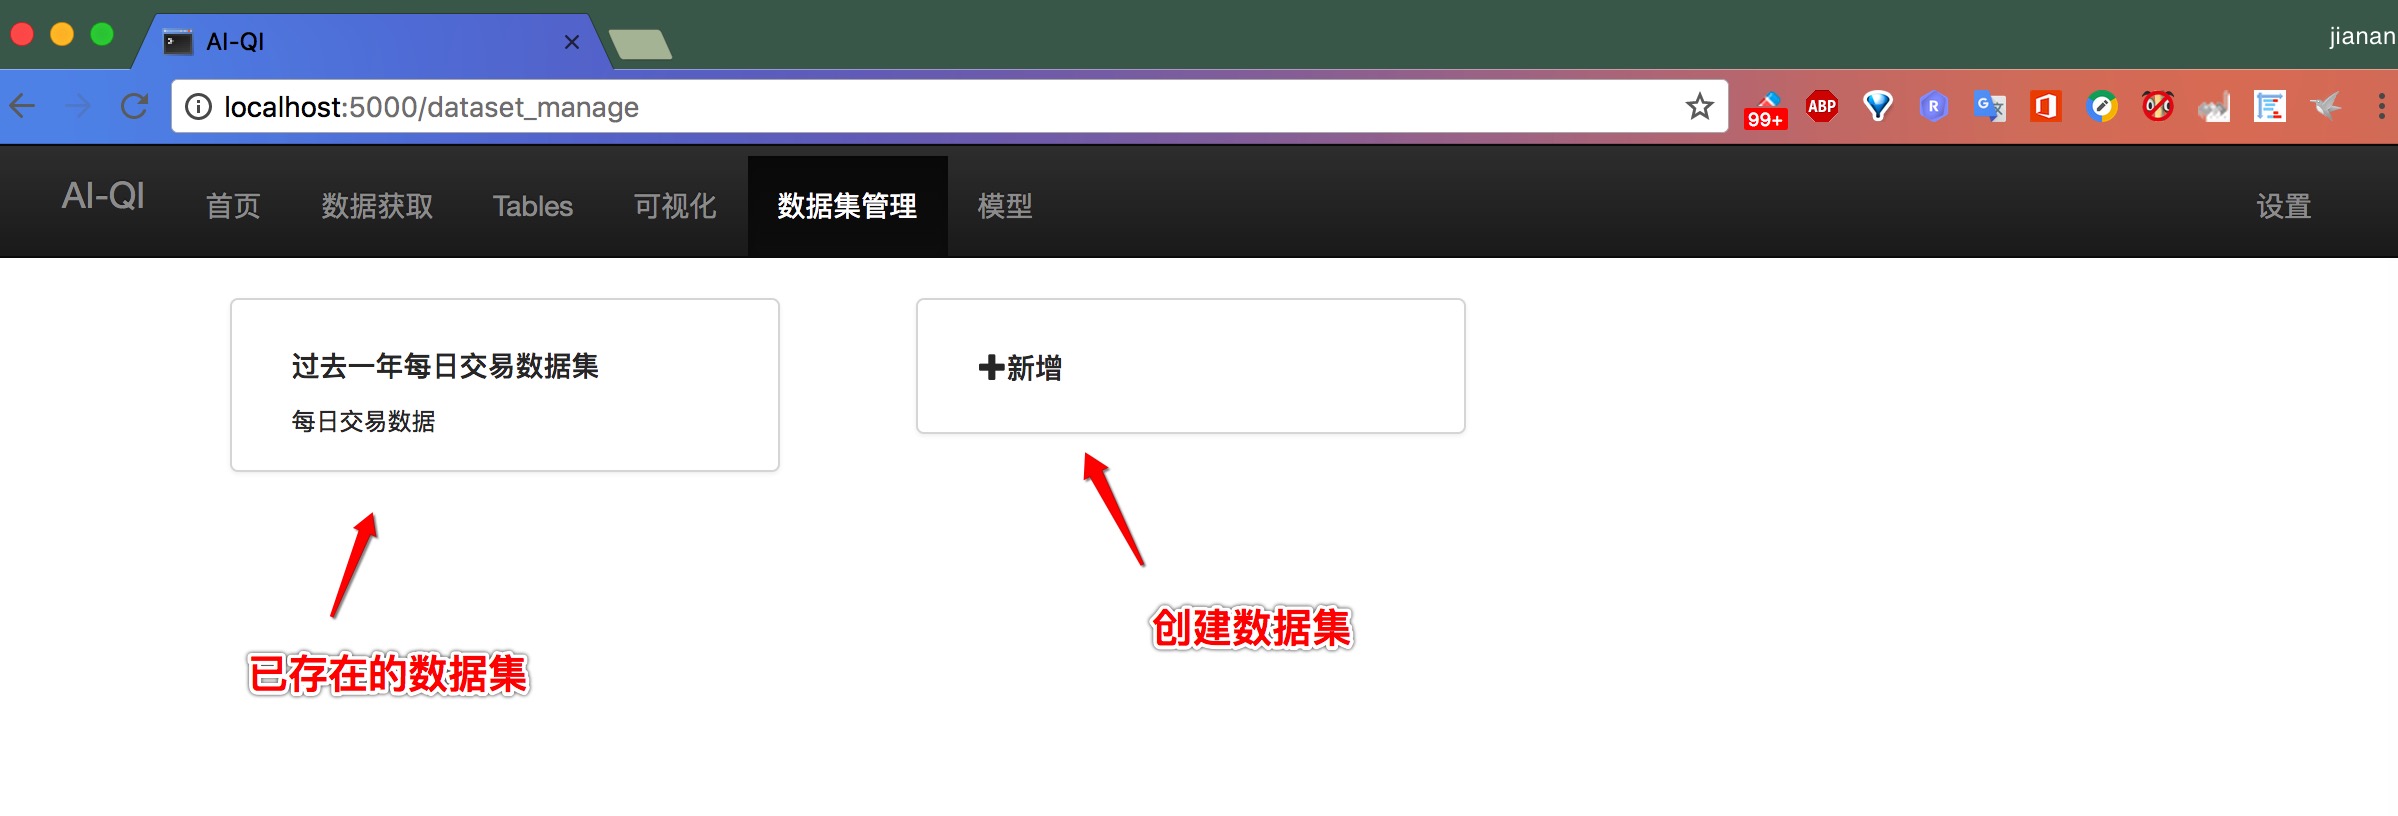 AI-QI
jianan
localhost:5000/dataset_manage
99+
ABP
R
G 文
AI-QI 首页 数据获取 Tables 可视化 数据集管理 模型 设置
过去一年每日交易数据集
每日交易数据
新增
创建数据集
已存在的数据集